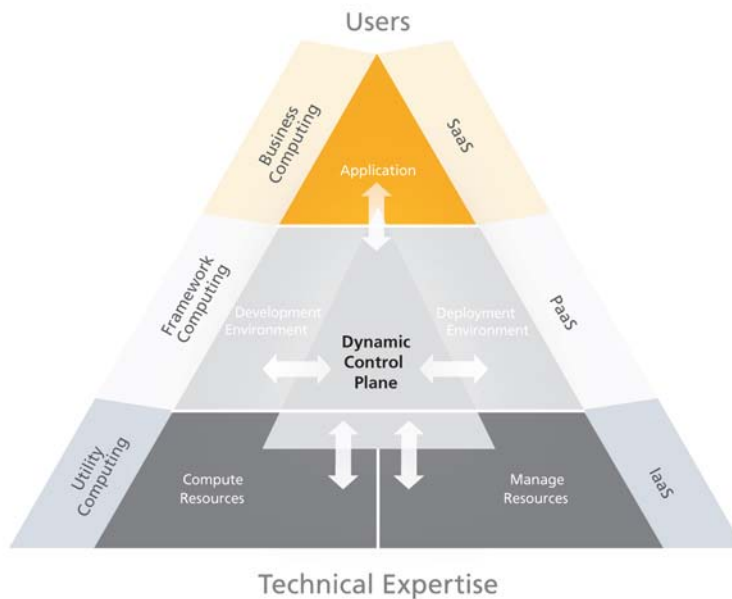 Users
Business
Computing
SaaS
Application
Framework
Computing
PaaS
Development
Environment
Deployment
Environment
Dynamic
Control
Plane
Utility
Computing
IaaS
Compute
Resources
Manage
Resources
Technical Expertise